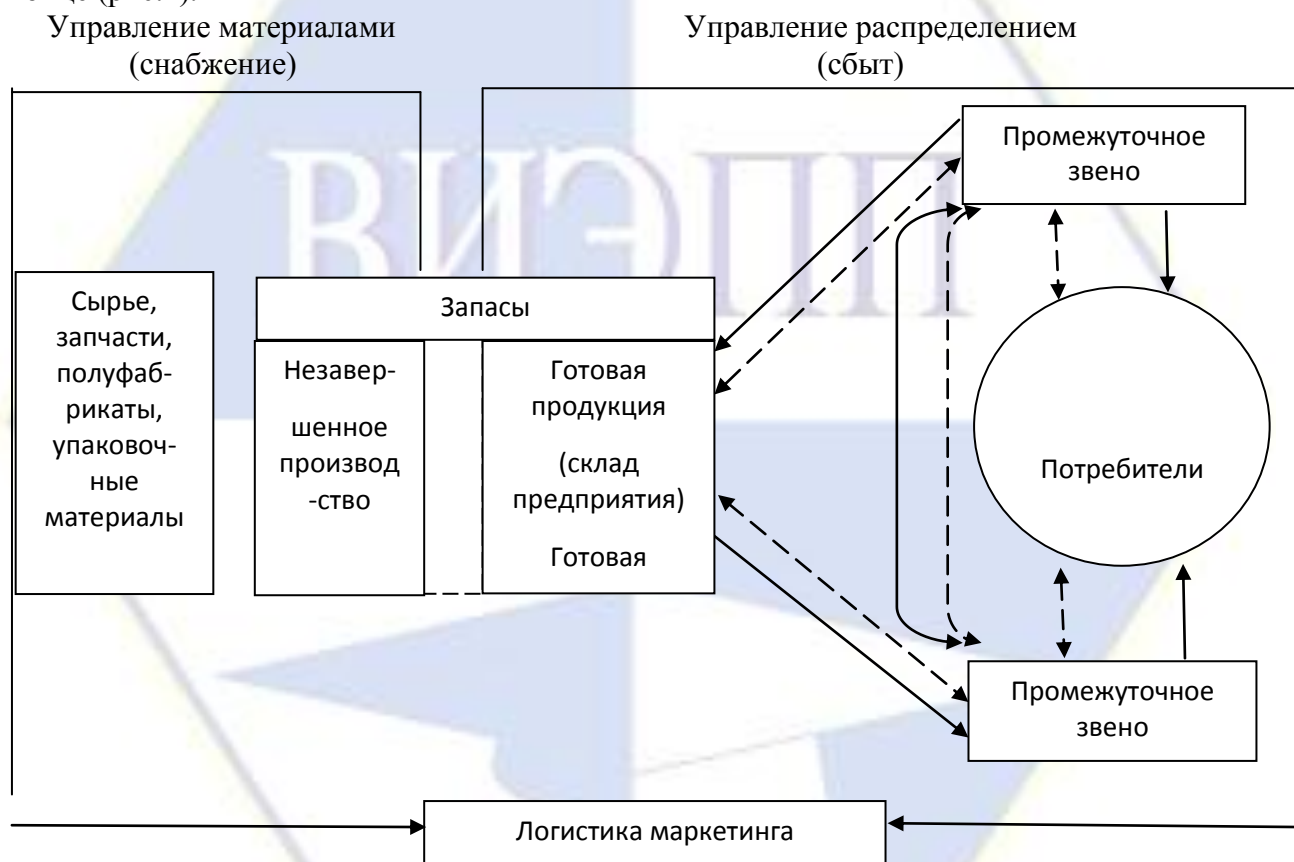 Управление материалами
(снабжение)
Управление распределением
(сбыт)
ВИЭПП
Промежуточное
звено
Сырье,
запчасти,
полуфаб-
рикаты,
упаковоч-
ные
материалы
Запасы
Незавер-
шенное
производ
-ство
Готовая
продукция
(склад
предприятия)
Готовая
Потребители
Промежуточное
звено
Логистика маркетинга